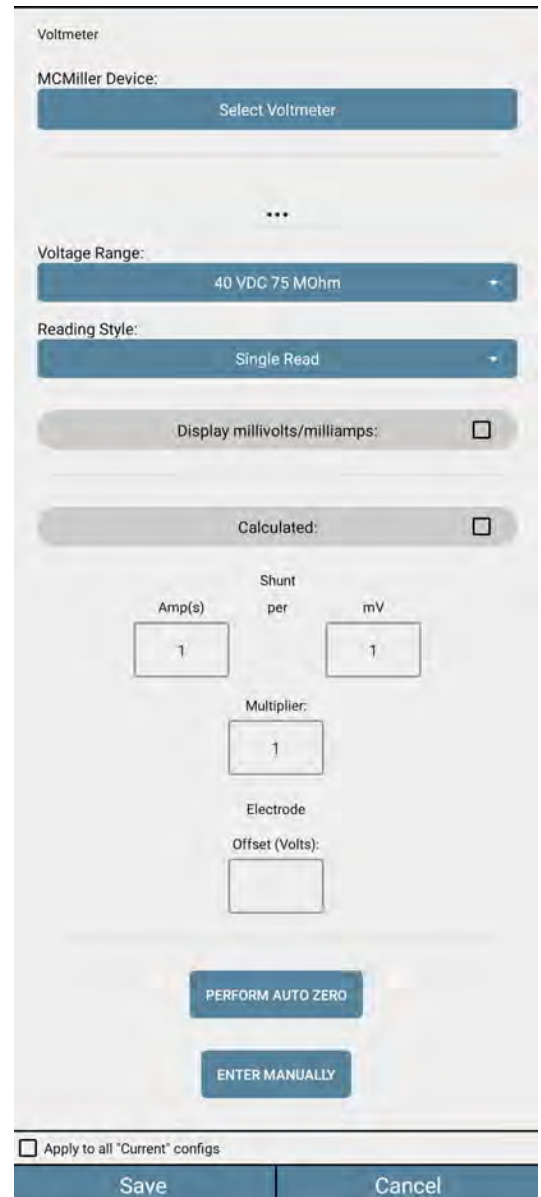 Voltmeter
MCMiller Device:
Select Voltmeter
...
Voltage Range:
40 VDC 75 MOhm
Reading Style:
Single Read
Display millivolts/milliamps:
Calculated:
Shunt
Amp(s) per mV
1 1
Multiplier:
1
Electrode
Offset (Volts):
PERFORM AUTO ZERO
ENTER MANUALLY
Apply to all "Current" configs
Save Cancel